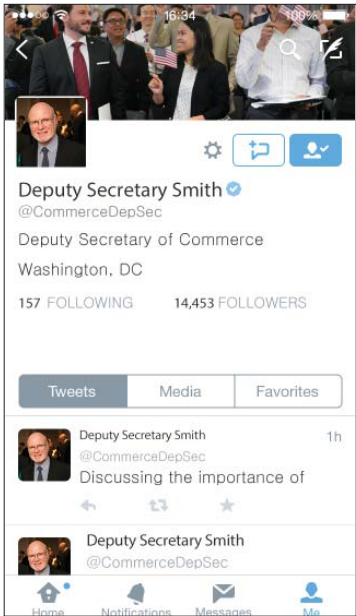 16:34
100%
Deputy Secretary Smith
@CommerceDepSec
Deputy Secretary of Commerce
Washington, DC
157 FOLLOWING 14,453 FOLLOWERS
Tweets Media Favorites
Deputy Secretary Smith 1h
@CommerceDepSec
Discussing the importance of
Deputy Secretary Smith
@CommerceDepSec
Home Notifications Messages Me